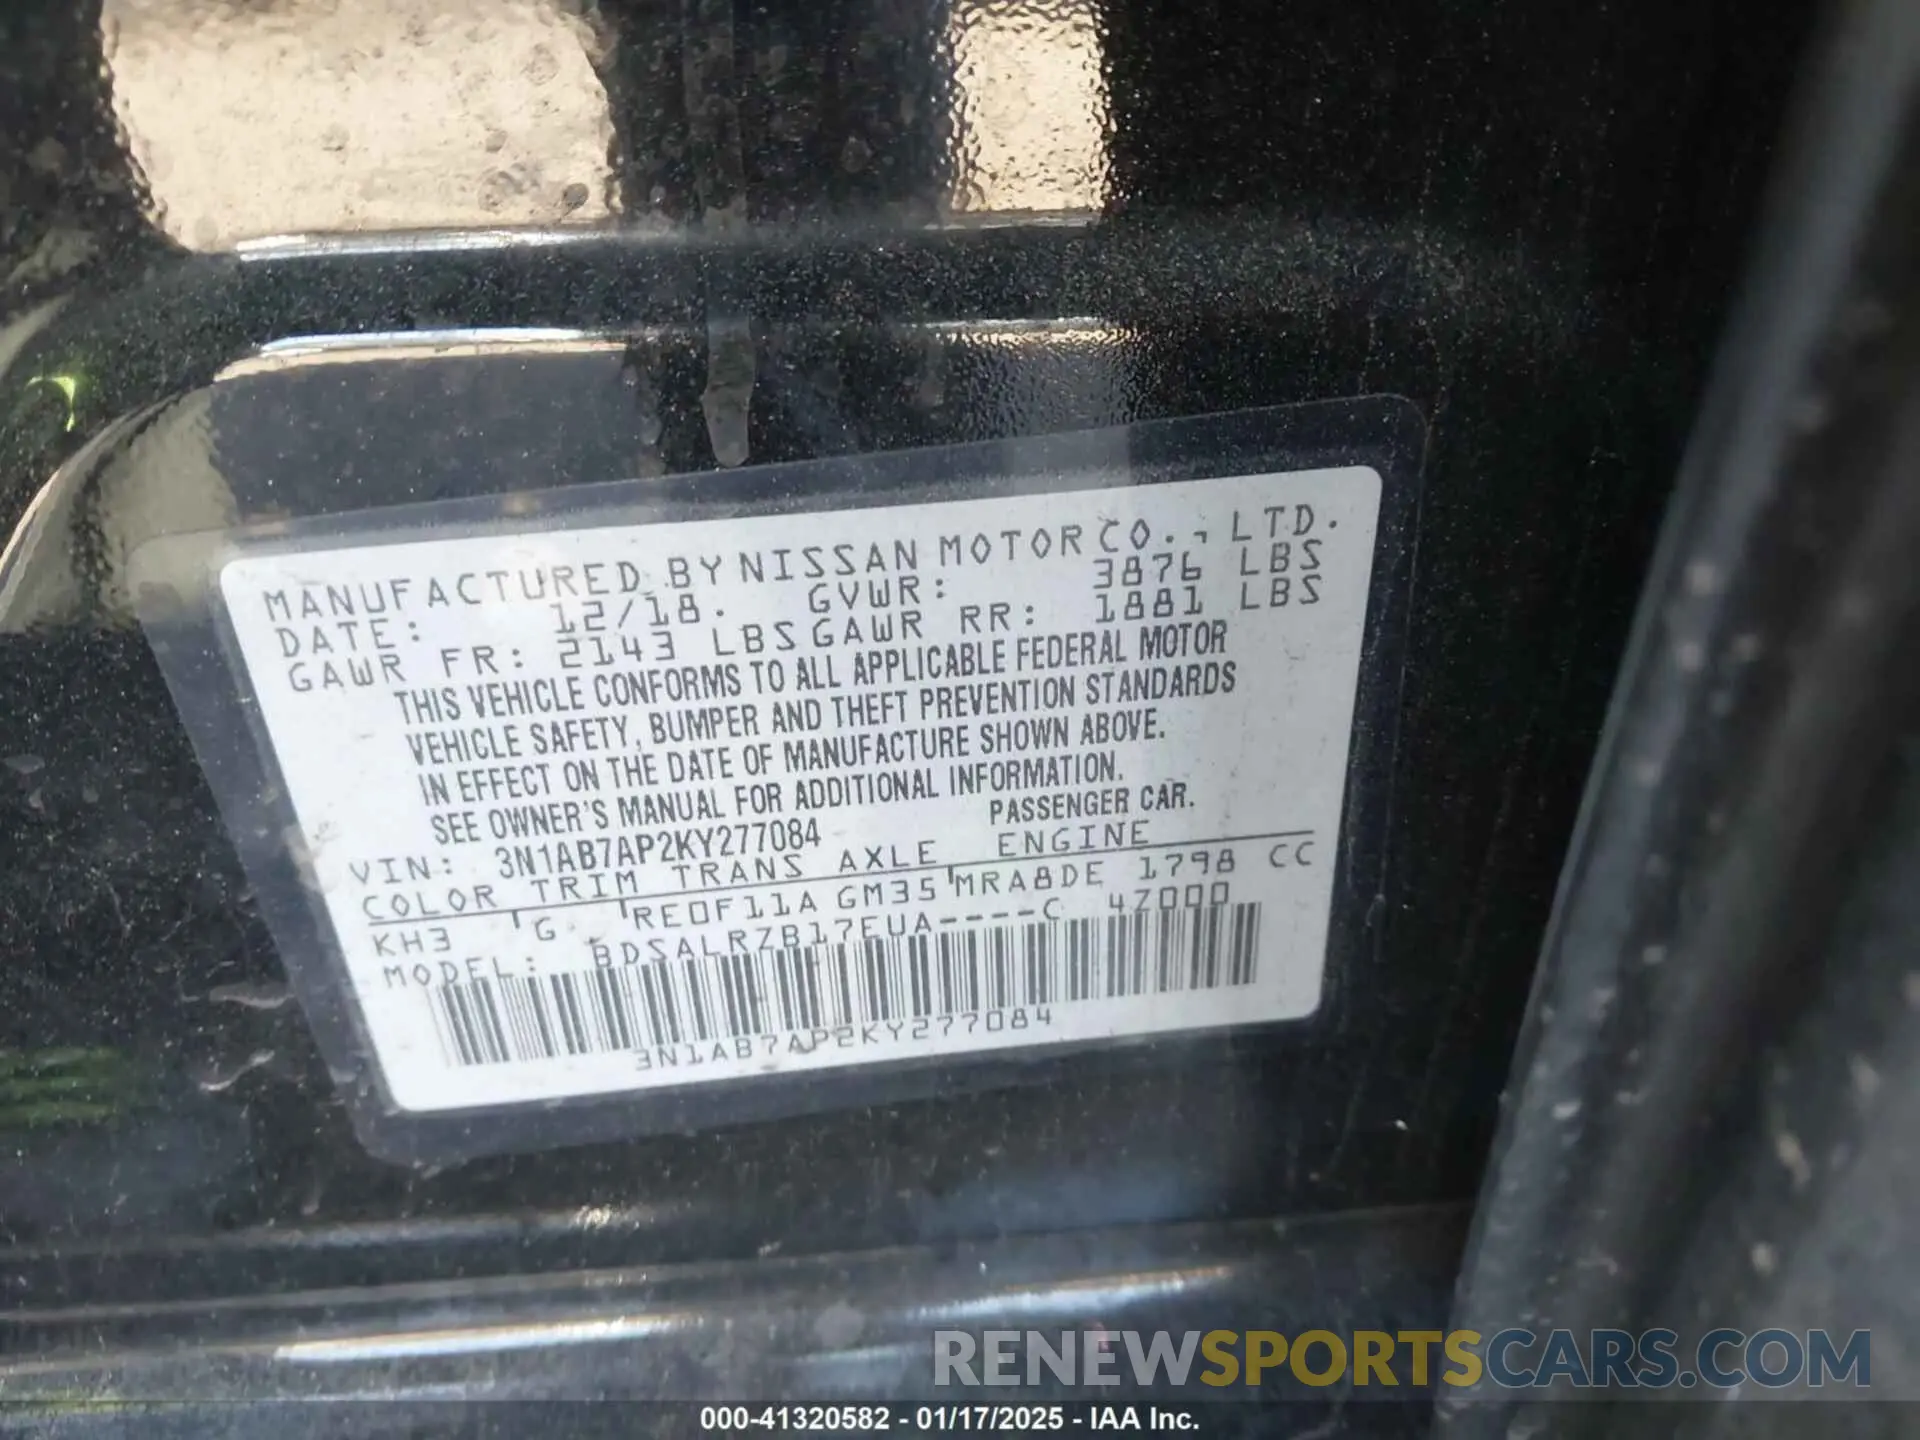 MANUFACTURED BY NISSAN MOTOR CO., LTD.
DATE: 12/18. GVWR: 3876 LBS
GAWR FR: 2143 LBS GAWR RR: 1881 LBS
THIS VEHICLE CONFORMS TO ALL APPLICABLE FEDERAL MOTOR
VEHICLE SAFETY, BUMPER AND THEFT PREVENTION STANDARDS
IN EFFECT ON THE DATE OF MANUFACTURE SHOWN ABOVE.
SEE OWNER'S MANUAL FOR ADDITIONAL INFORMATION.
VIN: 3N1AB7AP2KY277084 PASSENGER CAR.
COLOR TRIM TRANS AXLE ENGINE
KH3 G RE0F11A GM35 MRA8DE 1798 CC
MODEL: BDSALRZB17EUA----C 4Z000
3N1AB7AP2KY277084
RENEWSPORTSCARS.COM
000-41320582 - 01/17/2025 - IAA Inc.